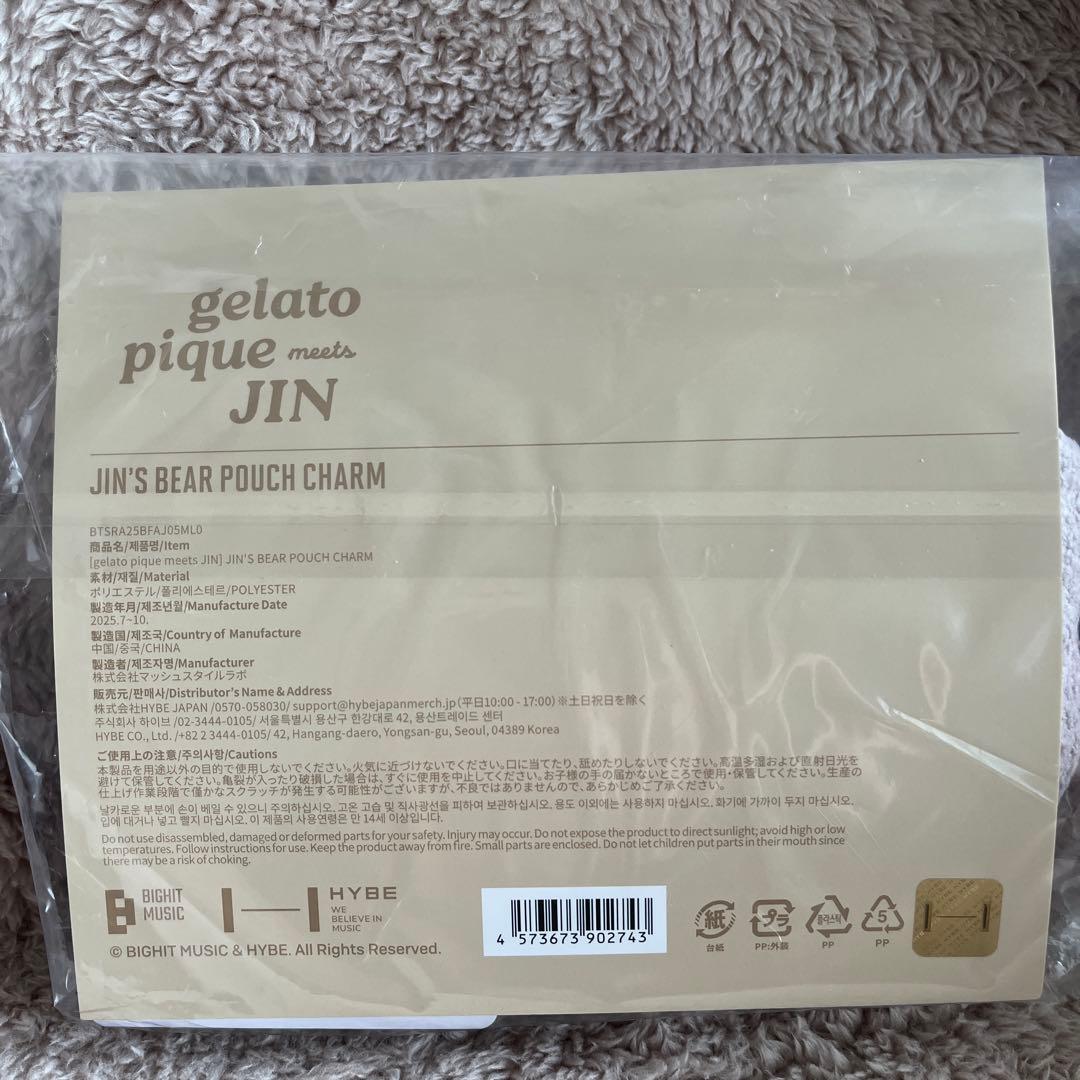 gelato
pique meets
JIN
JIN'S BEAR POUCH CHARM
BTSRA25BFAJ05ML0
商品名/제품명/Item
[gelato pique meets JIN] JIN'S BEAR POUCH CHARM
素材/재질/Material
ポリエステル/폴리에스테르/POLYESTER
製造年月/제조년월/Manufacture Date
2025.7~10.
製造国/제조국/Country of Manufacture
中国/중국/CHINA
製造者/제조자명/Manufacturer
株式会社マッシュスタイルラボ
販売元/판매사/Distributor's Name & Address
株式会社HYBE JAPAN /0570-058030/ support@hybejapanmerch.jp(平日10:00 - 17:00)※土日祝日を除く
주식회사 하이브 /02-3444-0105/ 서울특별시 용산구 한강대로 42, 용산트레이드 센터
HYBE CO., Ltd. /+82 2 3444-0105/ 42, Hangang-daero, Yongsan-gu, Seoul, 04389 Korea
ご使用上の注意/주의사항/Cautions
本製品を用途以外の目的で使用しないでください。火気に近づけないでください。口に当てたり、舐めたりしないでください。高温多湿および直射日光を
避けて保管してください。亀裂が入ったり破損した場合は、すぐに使用を中止してください。お子様の手の届かないところで使用・保管してください。生産の
仕上げ作業段階で僅かなスクラッチが発生する可能性がございますが、不良ではありませんので、あらかじめご了承ください。
날카로운 부분에 손이 베일 수 있으니 주의하십시오. 고온 고습 및 직사광선을 피하여 보관하십시오. 용도 이외에는 사용하지 마십시오. 화기에 가까이 두지 마십시오.
입에 대거나 넣고 빨지 마십시오. 이 제품의 사용연령은 만 14세 이상입니다.
Do not use disassembled, damaged or deformed parts for your safety. Injury may occur. Do not expose the product to direct sunlight; avoid high or low
temperatures. Follow instructions for use. Keep the product away from fire. Small parts are enclosed. Do not let children put parts in their mouth since
there may be a risk of choking.
BIGHIT
MUSIC
HYBE
WE
BELIEVE IN
MUSIC
© BIGHIT MUSIC & HYBE. All Rights Reserved.
4 573673 902743
紙
台紙
プラ
PP:外装
플라스틱
PP
5
PP